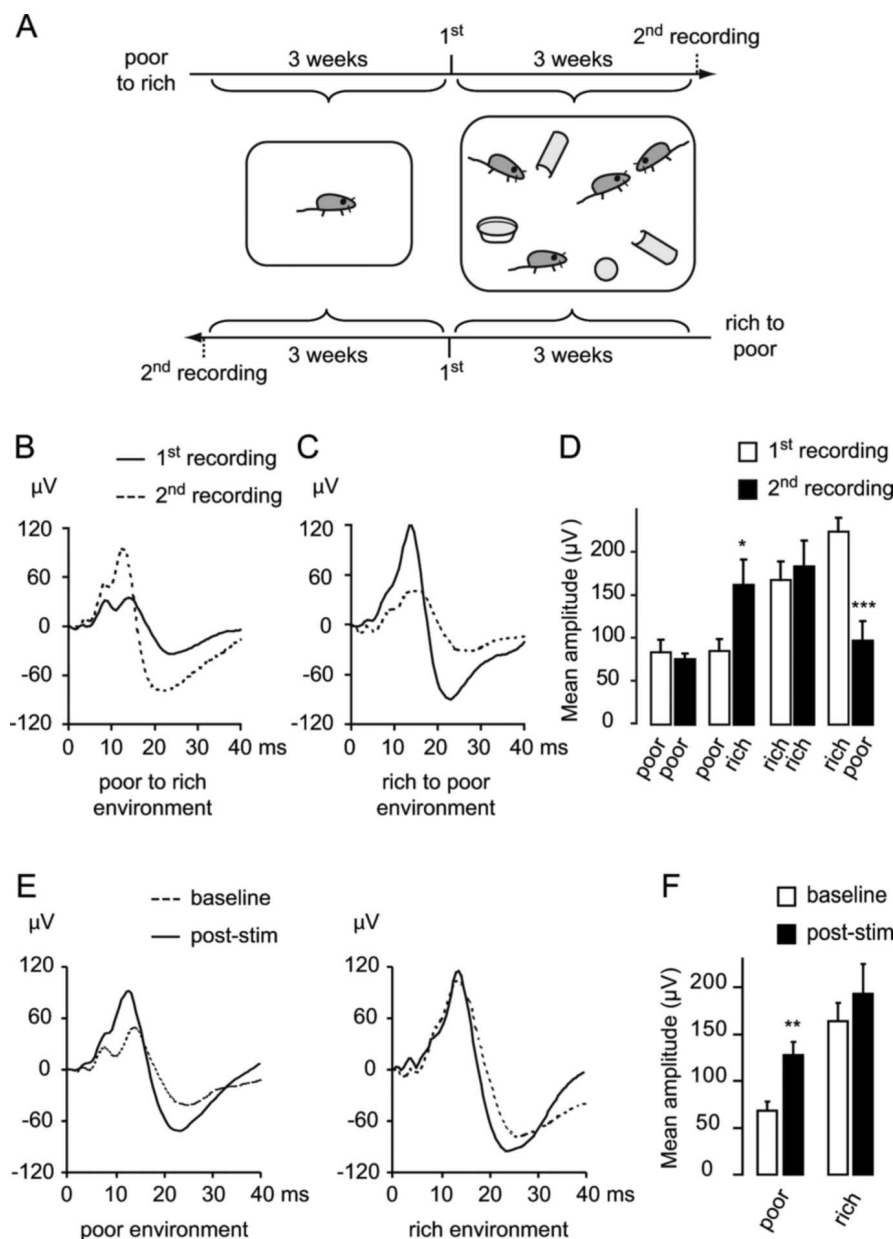 A
poor
to rich
3 weeks
1st
3 weeks
2nd recording
2nd recording
3 weeks
1st
3 weeks
rich to
poor
B
1st recording
2nd recording
µV
120
60
0
-60
-120
0 10 20 30 40 ms
poor to rich
environment
C
µV
120
60
0
-60
-120
0 10 20 30 40 ms
rich to poor
environment
D
1st recording
2nd recording
Mean amplitude (µV)
200
150
100
50
0
*
***
poor poor poor rich rich rich rich poor
E
baseline
post-stim
µV
120
60
0
-60
-120
0 10 20 30 40 ms
poor environment
µV
120
60
0
-60
-120
0 10 20 30 40 ms
rich environment
F
baseline
post-stim
Mean amplitude (µV)
200
150
100
50
0
**
poor rich